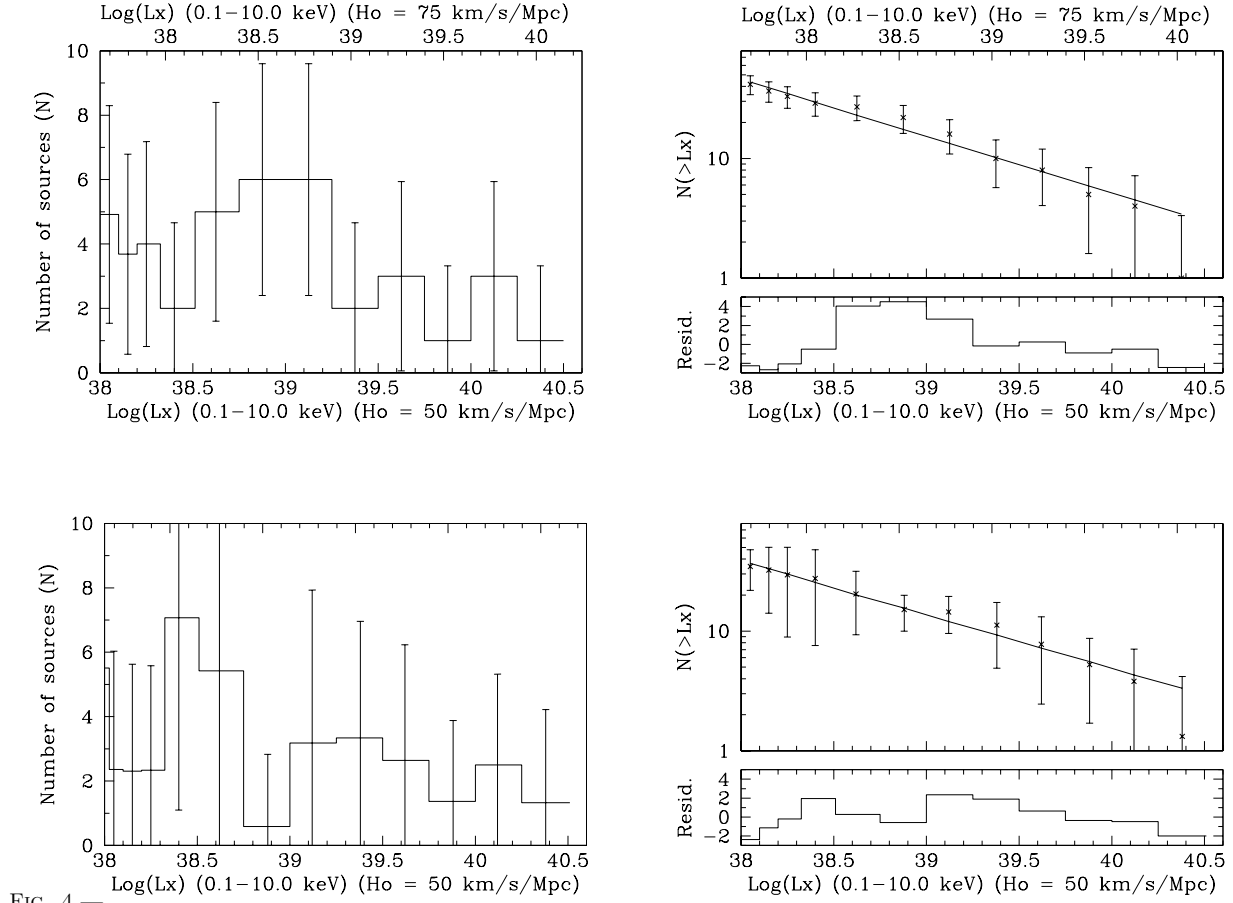 Log(Lx) (0.1−10.0 keV) (Ho = 75 km/s/Mpc)
38 38.5 39 39.5 40
10
8
6
4
2
0
Number of sources (N)
38 38.5 39 39.5 40 40.5
Log(Lx) (0.1−10.0 keV) (Ho = 50 km/s/Mpc)
Log(Lx) (0.1−10.0 keV) (Ho = 75 km/s/Mpc)
38 38.5 39 39.5 40
N(>Lx)
10
1
Resid.
4
2
0
−2
38 38.5 39 39.5 40 40.5
Log(Lx) (0.1−10.0 keV) (Ho = 50 km/s/Mpc)
10
8
6
4
2
0
Number of sources (N)
38 38.5 39 39.5 40 40.5
Log(Lx) (0.1−10.0 keV) (Ho = 50 km/s/Mpc)
N(>Lx)
10
1
Resid.
4
2
0
−2
38 38.5 39 39.5 40 40.5
Log(Lx) (0.1−10.0 keV) (Ho = 50 km/s/Mpc)
Fig. 4.—